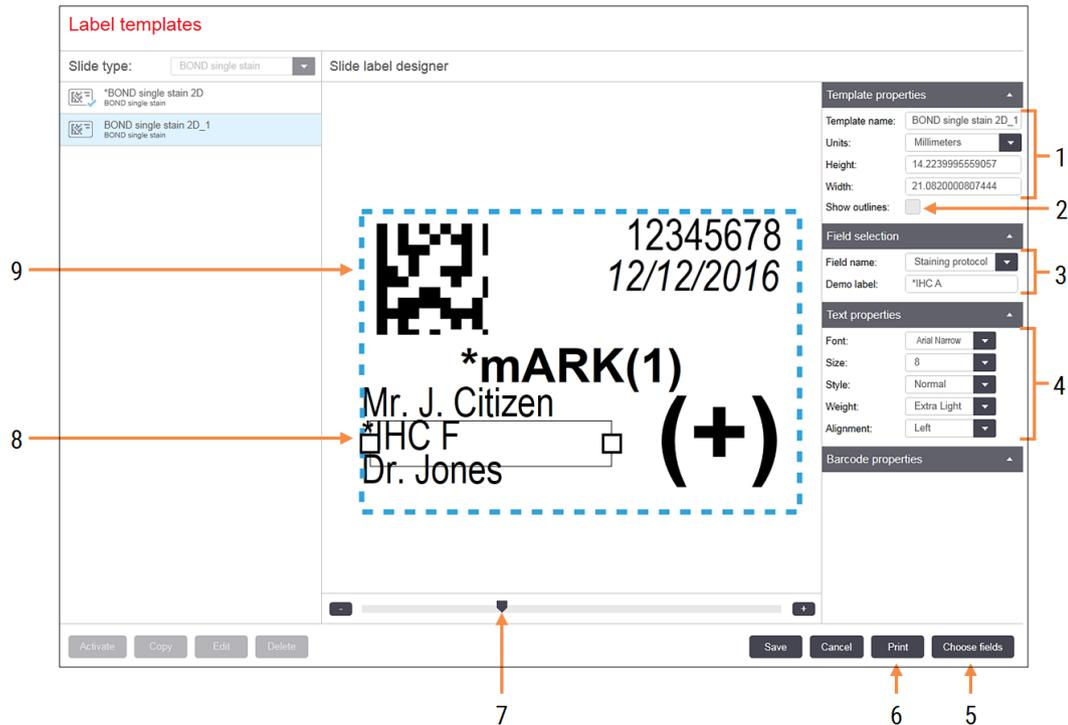 Label templates
Slide type:
BOND single stain
Slide label designer
*BOND single stain 2D
BOND single stain
BOND single stain 2D_1
BOND single stain
Template properties
Template name:
BOND single stain 2D_1
Units:
Millimeters
Height:
14.2239995559057
Width:
21.0820000807444
Show outlines:
1
2
Field selection
Field name:
Staining protocol
Demo label:
*IHC A
3
Text properties
Font:
Arial Narrow
Size:
8
Style:
Normal
Weight:
Extra Light
Alignment:
Left
4
Barcode properties
12345678
12/12/2016
9
*mARK(1)
Mr. J. Citizen
*IHC F
Dr. Jones
(+)
8
-
+
Activate
Copy
Edit
Delete
Save
Cancel
Print
Choose fields
7
6
5